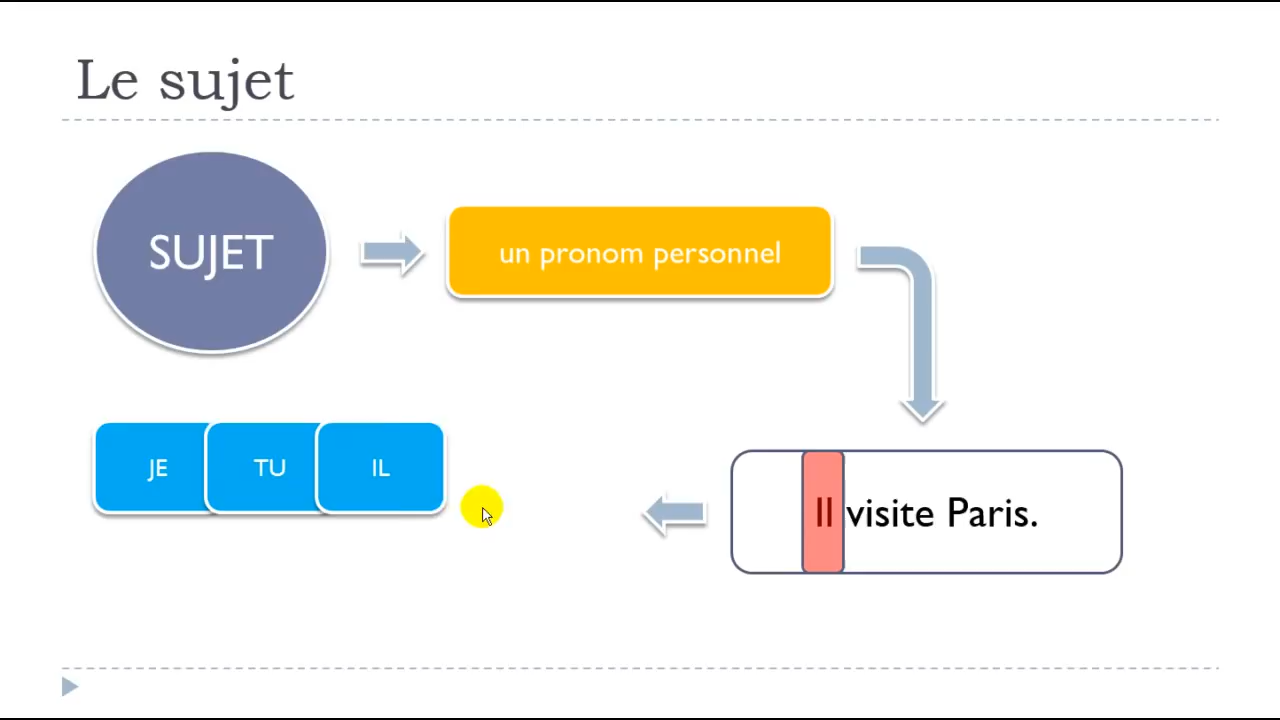 Le sujet
SUJET
un pronom personnel
JE
TU
IL
Il visite Paris.